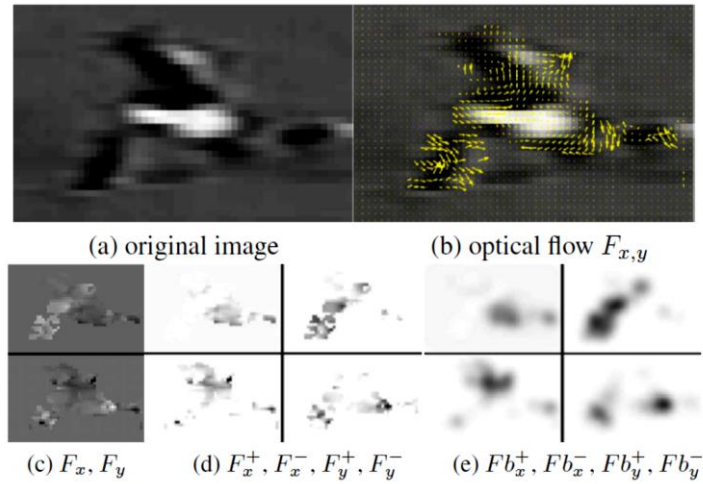 (a) original image (b) optical flow $F_{x,y}$
(c) $F_x, F_y$ (d) $F_x^+, F_x^-, F_y^+, F_y^-$ (e) $Fb_x^+, Fb_x^-, Fb_y^+, Fb_y^-$